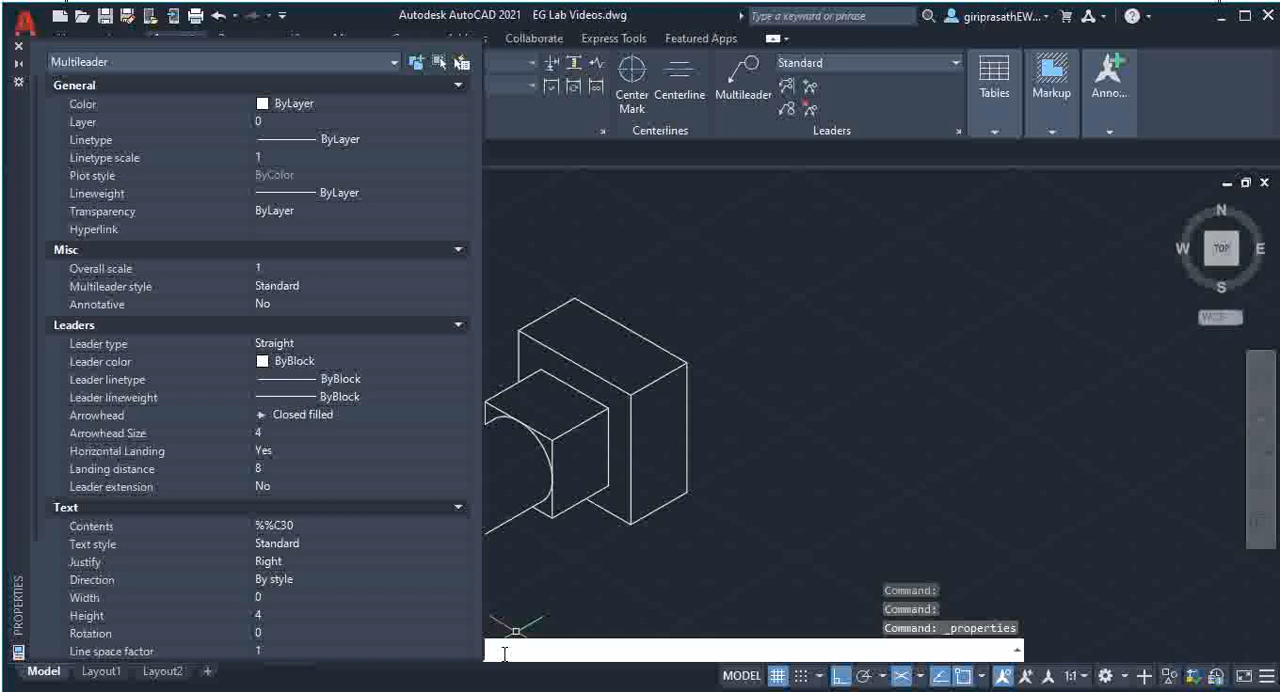 Autodesk AutoCAD 2021 EG Lab Videos.dwg
Type a keyword or phrase
giriprasathEW...
Collaborate Express Tools Featured Apps
Multileader
General
Color ByLayer
Layer 0
Linetype ByLayer
Linetype scale 1
Plot style ByColor
Lineweight ByLayer
Transparency ByLayer
Hyperlink
Misc
Overall scale 1
Multileader style Standard
Annotative No
Leaders
Leader type Straight
Leader color ByBlock
Leader linetype ByBlock
Leader lineweight ByBlock
Arrowhead Closed filled
Arrowhead Size 4
Horizontal Landing Yes
Landing distance 8
Leader extension No
Text
Contents %%C30
Text style Standard
Justify Right
Direction By style
Width 0
Height 4
Rotation 0
Line space factor 1
PROPERTIES
Center
Mark
Centerline
Centerlines
Multileader
Standard
Leaders
Tables
Markup
Anno...
N
W TOP E
S
Command:
Command:
Command: _properties
Model Layout1 Layout2 +
MODEL
1:1